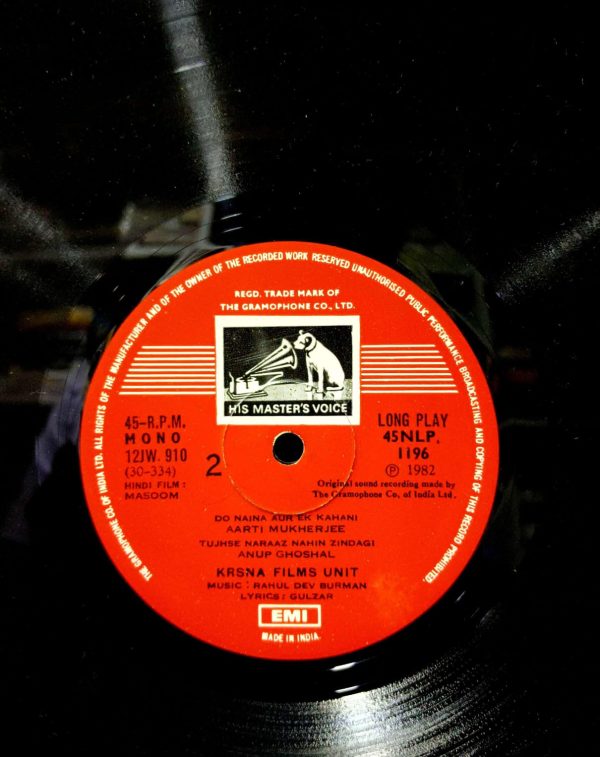 THE GRAMOPHONE CO. OF INDIA LTD. ALL RIGHTS OF THE MANUFACTURER AND OF THE OWNER OF THE RECORDED WORK RESERVED UNAUTHORISED PUBLIC PERFORMANCE BROADCASTING AND COPYING OF THIS RECORD PROHIBITED.
REGD. TRADE MARK OF
THE GRAMOPHONE CO., LTD.
HIS MASTER'S VOICE
45-R.P.M.
MONO
12JW. 910
(30-334)
HINDI FILM :
MASOOM
2
LONG PLAY
45NLP.
1196
Ⓟ 1982
Original sound recording made by
The Gramophone Co, of India Ltd.
DO NAINA AUR EK KAHANI
AARTI MUKHERJEE
TUJHSE NARAAZ NAHIN ZINDAGI
ANUP GHOSHAL
KRSNA FILMS UNIT
MUSIC : RAHUL DEV BURMAN
LYRICS : GULZAR
EMI
MADE IN INDIA.